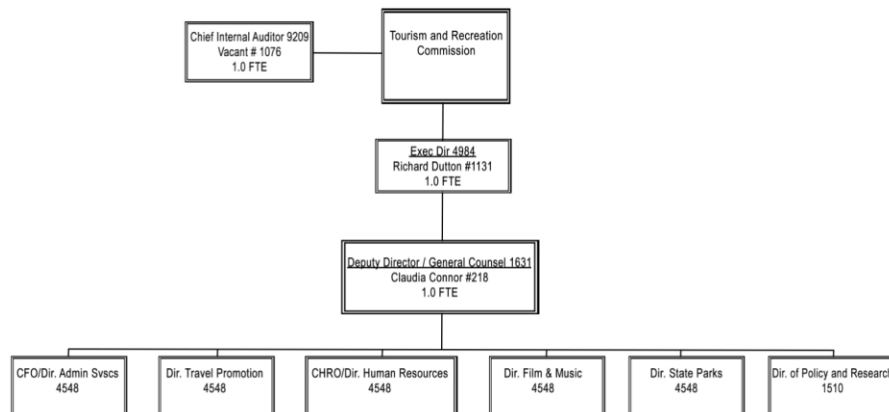 Chief Internal Auditor 9209
Vacant # 1076
1.0 FTE
Tourism and Recreation
Commission
Exec Dir 4984
Richard Dutton #1131
1.0 FTE
Deputy Director / General Counsel 1631
Claudia Connor #218
1.0 FTE
CFO/Dir. Admin Svscs
4548
Dir. Travel Promotion
4548
CHRO/Dir. Human Resources
4548
Dir. Film & Music
4548
Dir. State Parks
4548
Dir. of Policy and Research
1510